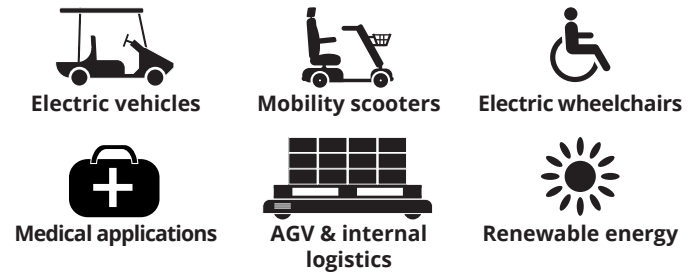 Electric vehicles
Mobility scooters
Electric wheelchairs
Medical applications
AGV & internal
logistics
Renewable energy